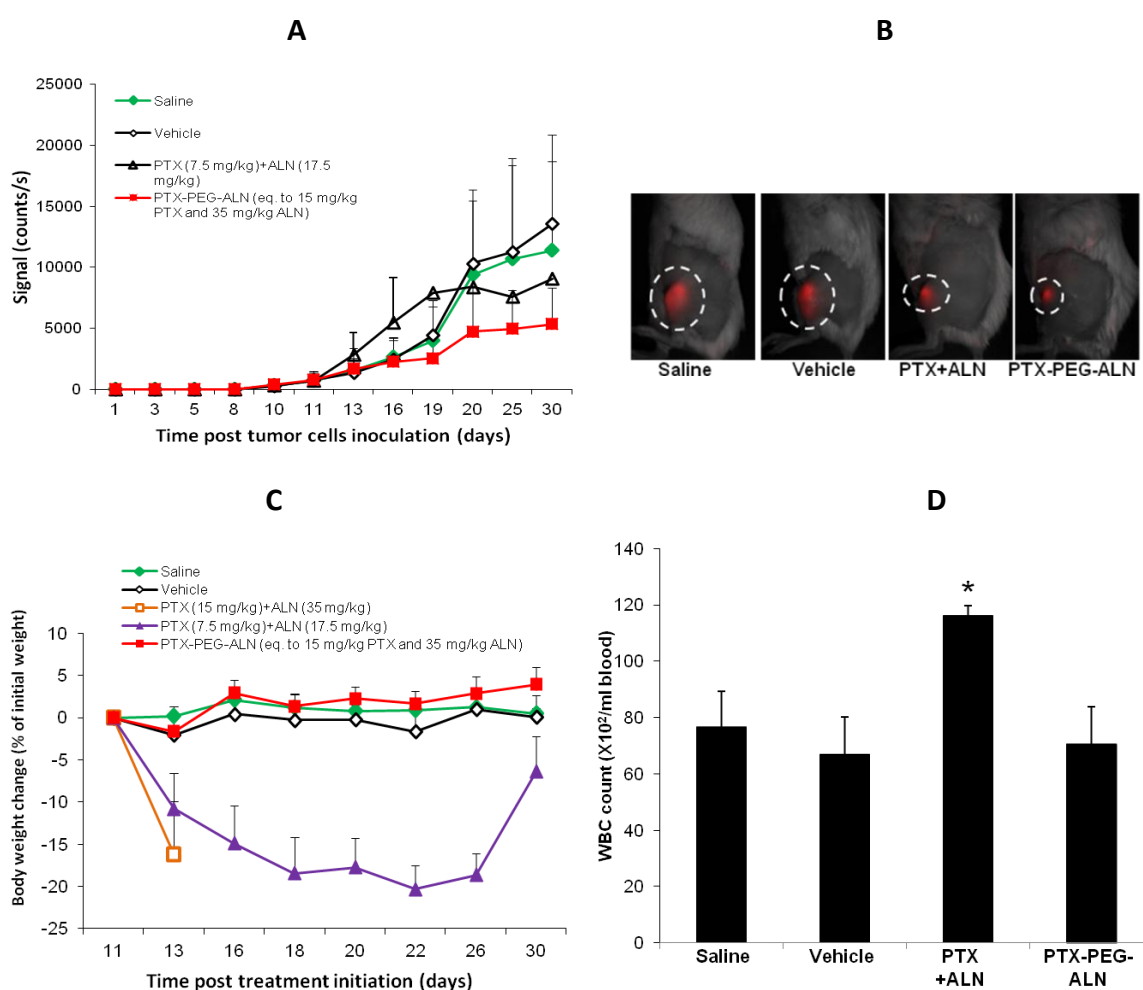 A
25000
20000
15000
10000
5000
0
Signal (counts/s)
Saline
Vehicle
PTX (7.5 mg/kg)+ALN (17.5
mg/kg)
PTX-PEG-ALN (eq. to 15 mg/kg
PTX and 35 mg/kg ALN)
1 3 5 8 10 11 13 16 19 20 25 30
Time post tumor cells inoculation (days)
B
Saline Vehicle PTX+ALN PTX-PEG-ALN
C
Saline
Vehicle
PTX (15 mg/kg)+ALN (35 mg/kg)
PTX (7.5 mg/kg)+ALN (17.5 mg/kg)
PTX-PEG-ALN (eq. to 15 mg/kg PTX and 35 mg/kg ALN)
10
5
0
-5
-10
-15
-20
-25
Body weight change (% of initial weight)
11 13 16 18 20 22 26 30
Time post treatment initiation (days)
D
140
120
100
80
60
40
20
0
WBC count (X10²/ml blood)
*
Saline Vehicle PTX PTX-PEG-
+ALN ALN